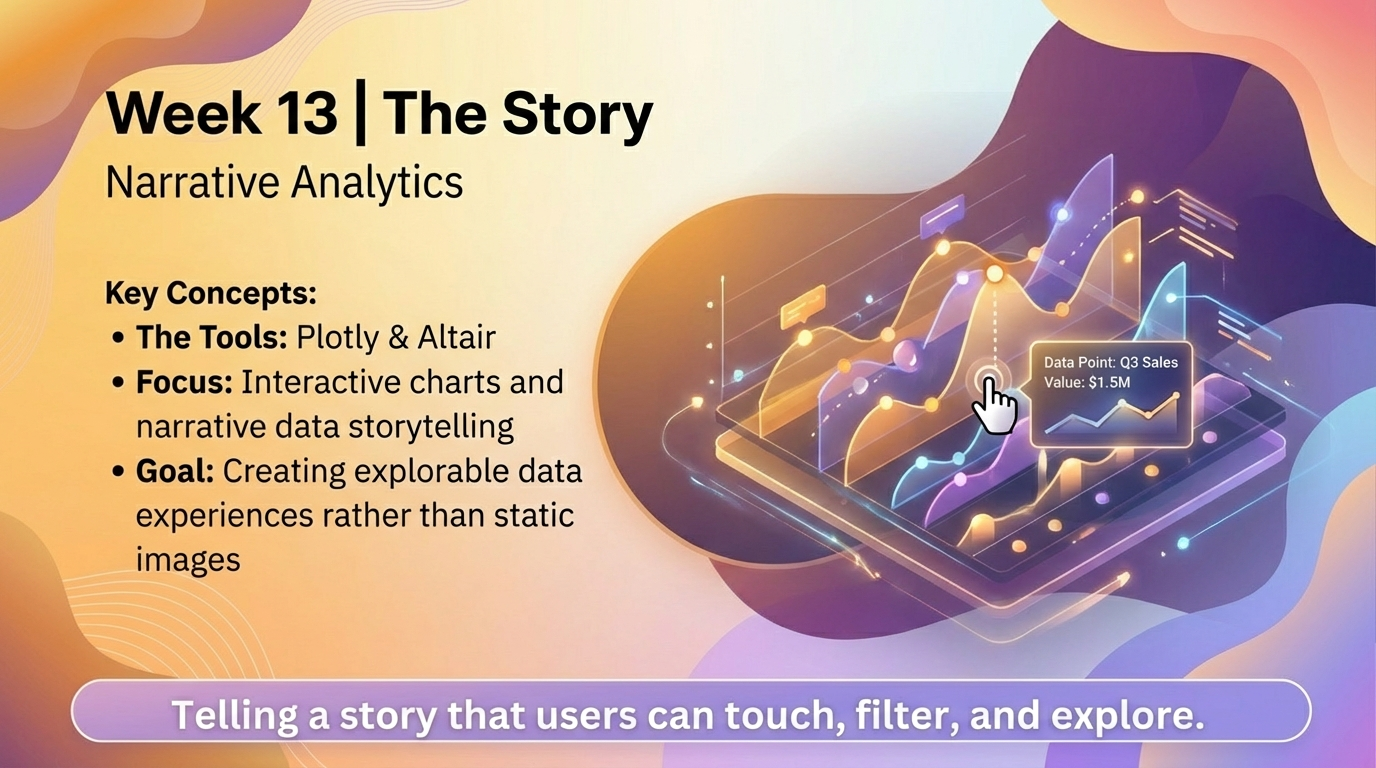 Week 13 | The Story
Narrative Analytics
Key Concepts:
• The Tools: Plotly & Altair
• Focus: Interactive charts and
narrative data storytelling
• Goal: Creating explorable data
experiences rather than static
images
Data Point: Q3 Sales
Value: $1.5M
Telling a story that users can touch, filter, and explore.